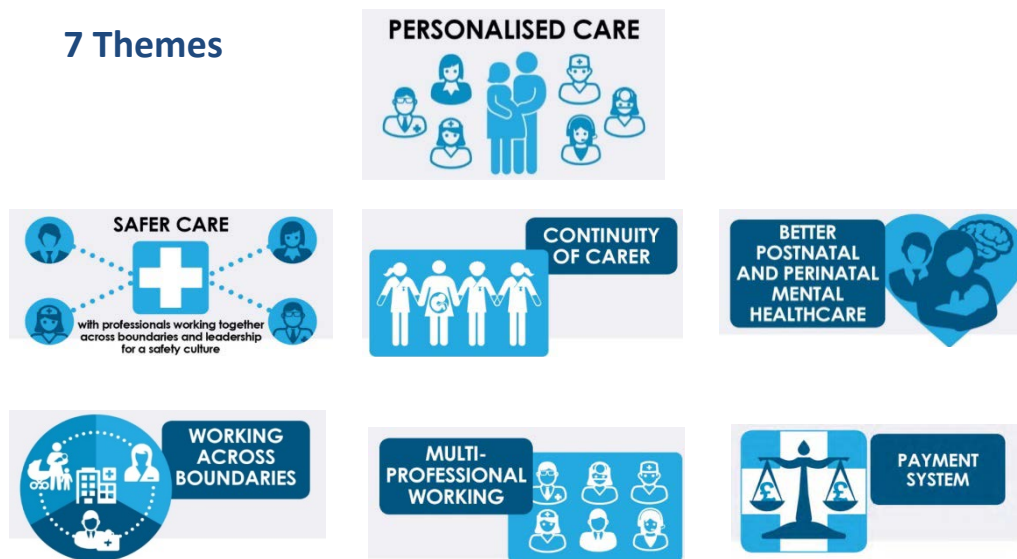 7 Themes
PERSONALISED CARE
SAFER CARE
with professionals working together
across boundaries and leadership
for a safety culture
CONTINUITY
OF CARER
BETTER
POSTNATAL
AND PERINATAL
MENTAL
HEALTHCARE
WORKING
ACROSS
BOUNDARIES
MULTI-
PROFESSIONAL
WORKING
£ £
PAYMENT
SYSTEM